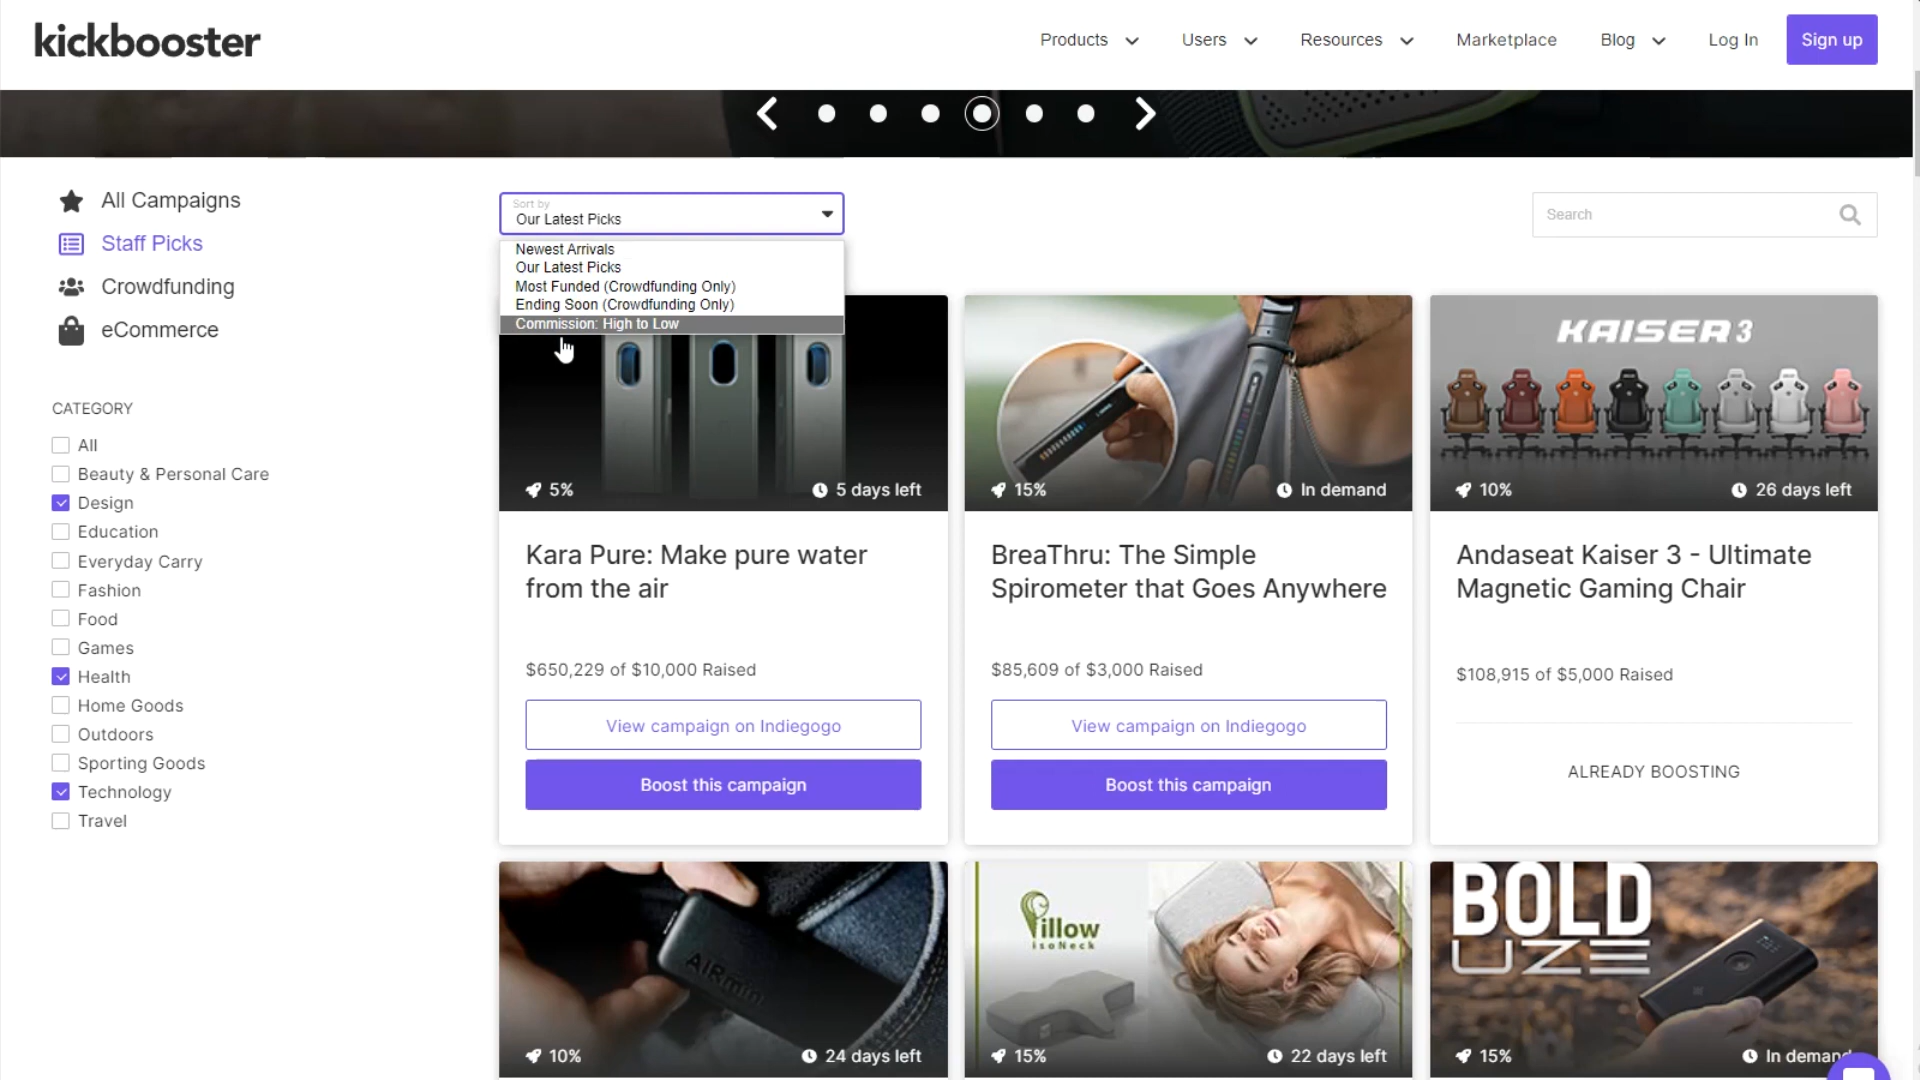 kickbooster
Products
Users
Resources
Marketplace
Blog
Log In
Sign up
All Campaigns
Staff Picks
Crowdfunding
eCommerce
CATEGORY
All
Beauty & Personal Care
Design
Education
Everyday Carry
Fashion
Food
Games
Health
Home Goods
Outdoors
Sporting Goods
Technology
Travel
Sort by
Our Latest Picks
Newest Arrivals
Our Latest Picks
Most Funded (Crowdfunding Only)
Ending Soon (Crowdfunding Only)
Commission: High to Low
Search
5%
5 days left
Kara Pure: Make pure water
from the air
$650,229 of $10,000 Raised
View campaign on Indiegogo
Boost this campaign
15%
In demand
BreaThru: The Simple
Spirometer that Goes Anywhere
$85,609 of $3,000 Raised
View campaign on Indiegogo
Boost this campaign
KAISER 3
10%
26 days left
Andaseat Kaiser 3 - Ultimate
Magnetic Gaming Chair
$108,915 of $5,000 Raised
ALREADY BOOSTING
AIRmini
10%
24 days left
Pillow
IsoNeck
15%
22 days left
BOLD
UZE
15%
In demand